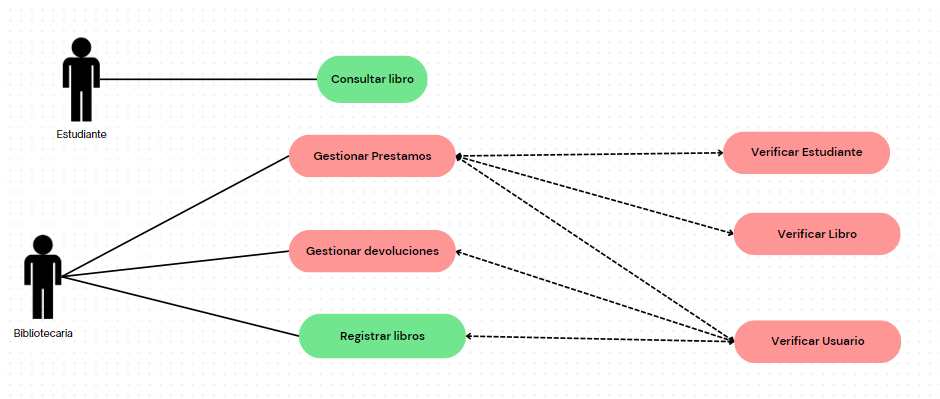 Estudiante
Consultar libro
Gestionar Prestamos
Verificar Estudiante
Verificar Libro
Gestionar devoluciones
Bibliotecaria
Registrar libros
Verificar Usuario